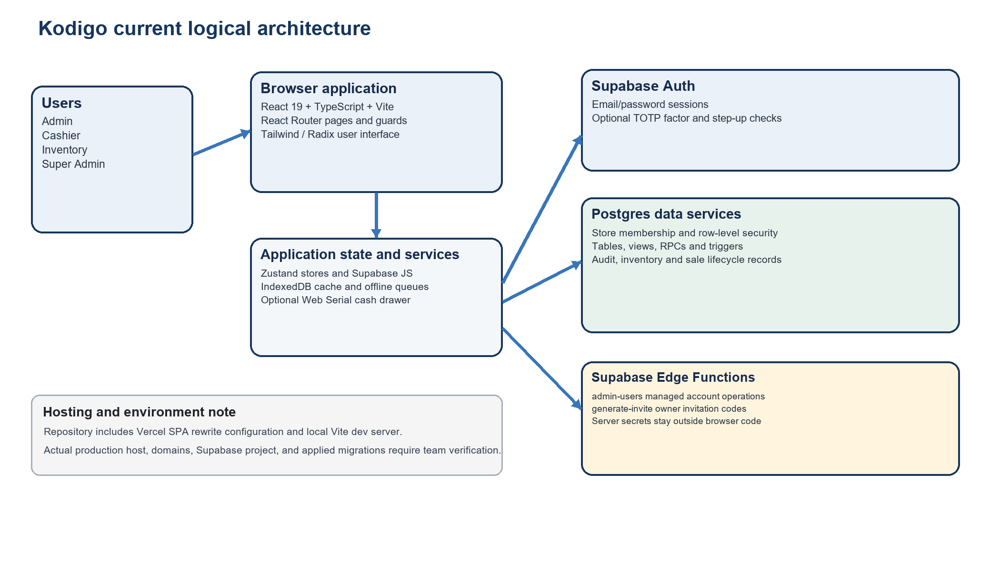 Kodigo current logical architecture
Users
Admin
Cashier
Inventory
Super Admin
Browser application
React 19 + TypeScript + Vite
React Router pages and guards
Tailwind / Radix user interface
Application state and services
Zustand stores and Supabase JS
IndexedDB cache and offline queues
Optional Web Serial cash drawer
Supabase Auth
Email/password sessions
Optional TOTP factor and step-up checks
Postgres data services
Store membership and row-level security
Tables, views, RPCs and triggers
Audit, inventory and sale lifecycle records
Supabase Edge Functions
admin-users managed account operations
generate-invite owner invitation codes
Server secrets stay outside browser code
Hosting and environment note
Repository includes Vercel SPA rewrite configuration and local Vite dev server.
Actual production host, domains, Supabase project, and applied migrations require team verification.